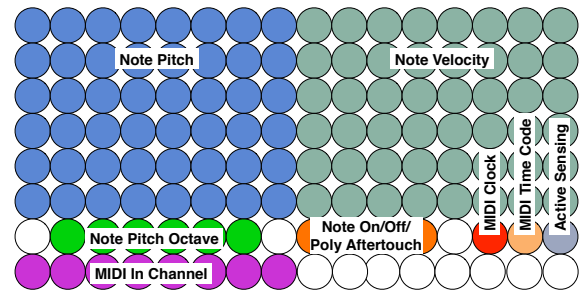 Note Pitch
Note Velocity
MIDI Clock
MIDI Time Code
Active Sensing
Note Pitch Octave
Note On/Off/
Poly Aftertouch
MIDI In Channel